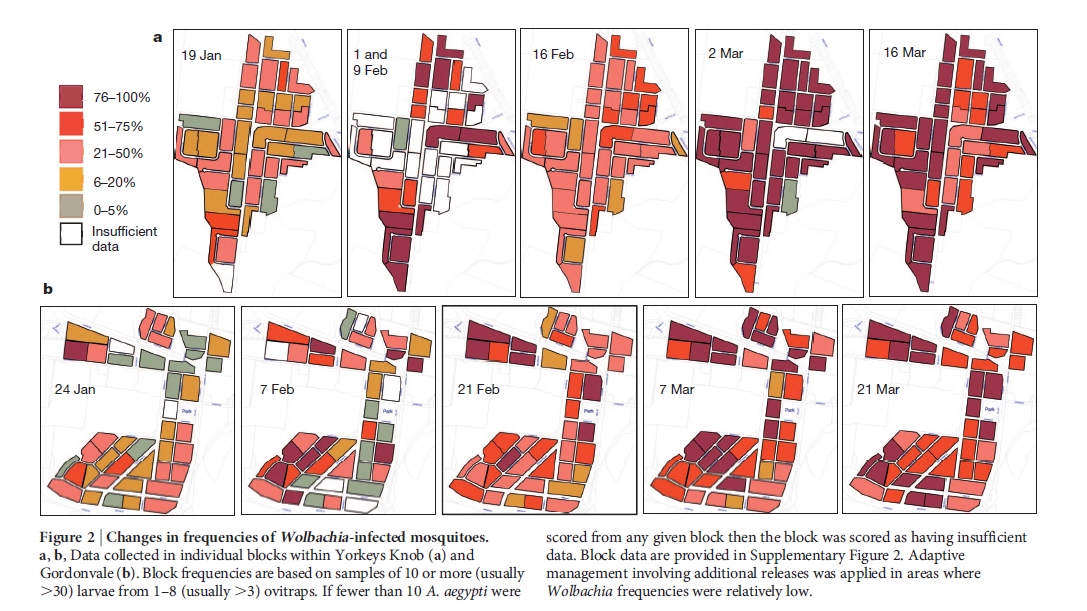 a
19 Jan
1 and
9 Feb
16 Feb
2 Mar
16 Mar
76–100%
51–75%
21–50%
6–20%
0–5%
Insufficient
data
b
24 Jan
7 Feb
21 Feb
7 Mar
21 Mar
Park
Park
Park
Park
Park
Figure 2 | Changes in frequencies of Wolbachia-infected mosquitoes.
a, b, Data collected in individual blocks within Yorkeys Knob (a) and
Gordonvale (b). Block frequencies are based on samples of 10 or more (usually
>30) larvae from 1–8 (usually >3) ovitraps. If fewer than 10 A. aegypti were
scored from any given block then the block was scored as having insufficient
data. Block data are provided in Supplementary Figure 2. Adaptive
management involving additional releases was applied in areas where
Wolbachia frequencies were relatively low.